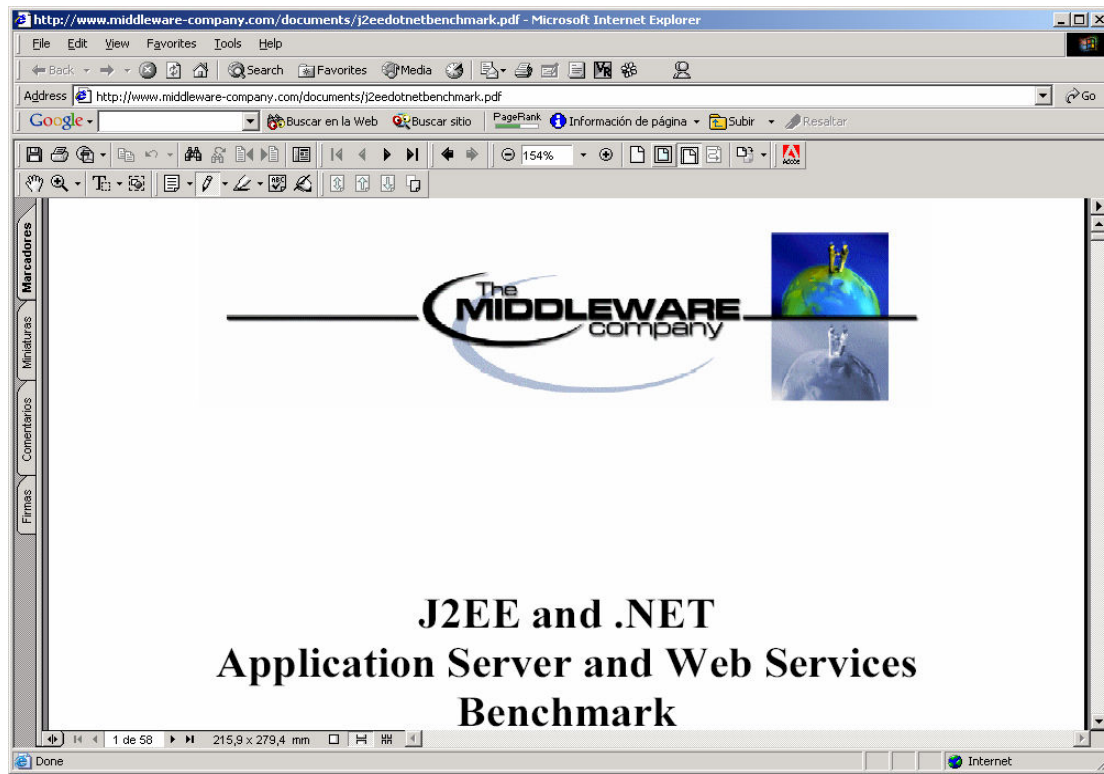 http://www.middleware-company.com/documents/j2eedotnetbenchmark.pdf - Microsoft Internet Explorer
File Edit View Favorites Tools Help
Back Search Favorites Media
Address http://www.middleware-company.com/documents/j2eedotnetbenchmark.pdf Go
Google Buscar en la Web Buscar sitio PageRank Información de página Subir Resaltar
154% Adobe
Marcadores
Miniaturas
Comentarios
Firmas
The
MIDDLEWARE
company
J2EE and .NET
Application Server and Web Services
Benchmark
1 de 58 215,9 x 279,4 mm
Done Internet